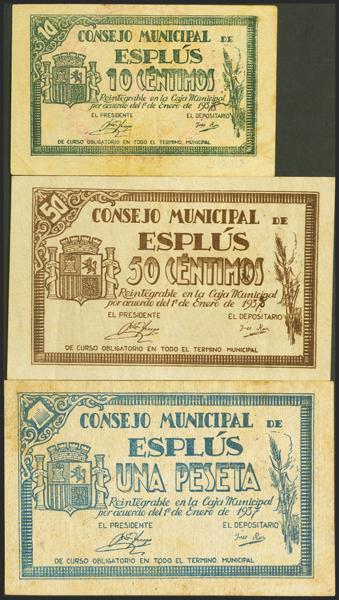 10
CONSEJO MUNICIPAL DE
ESPLÚS
10 CÉNTIMOS
Reintegrable en la Caja Municipal
por acuerdo del 1º de Enero de 1938
EL PRESIDENTE EL DEPOSITARIO
DE CURSO OBLIGATORIO EN TODO EL TERMINO MUNICIPAL
50
CONSEJO MUNICIPAL DE
ESPLÚS
50 CÉNTIMOS
Reintegrable en la Caja Municipal
por acuerdo del 1º de Enero de 1938
EL PRESIDENTE EL DEPOSITARIO
DE CURSO OBLIGATORIO EN TODO EL TERMINO MUNICIPAL
CONSEJO MUNICIPAL DE
ESPLÚS
UNA PESETA
Reintegrable en la Caja Municipal
por acuerdo del 1º de Enero de 1937
EL PRESIDENTE EL DEPOSITARIO
DE CURSO OBLIGATORIO EN TODO EL TERMINO MUNICIPAL